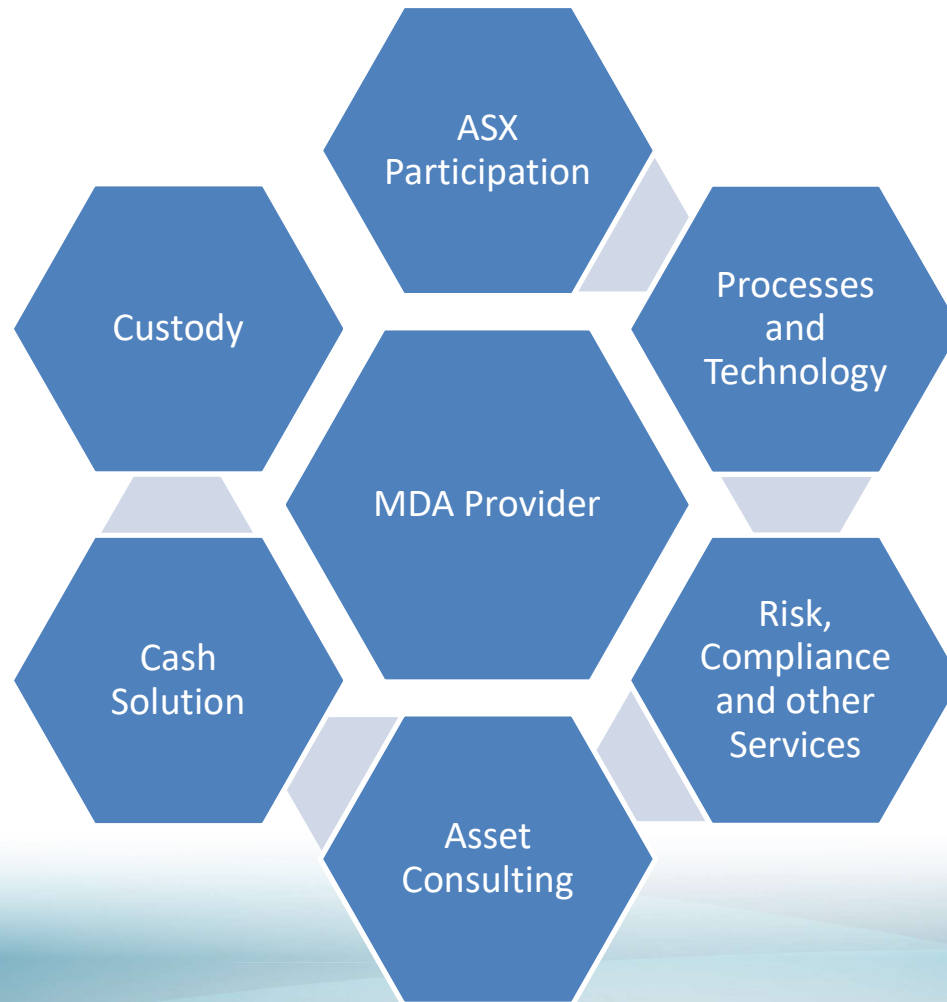 ASX
Participation
Processes
and
Technology
Custody
MDA Provider
Risk,
Compliance
and other
Services
Cash
Solution
Asset
Consulting